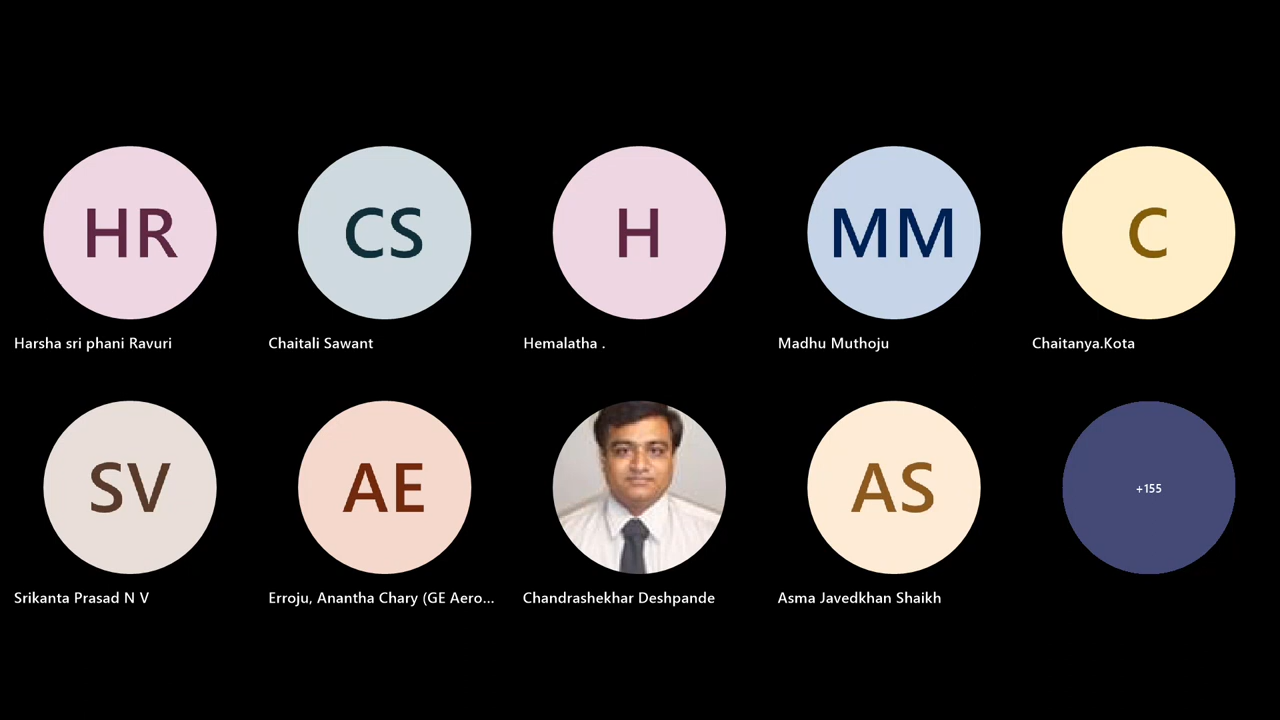 HR
CS
H
MM
C
Harsha sri phani Ravuri
Chaitali Sawant
Hemalatha .
Madhu Muthoju
Chaitanya.Kota
SV
AE
AS
+155
Srikanta Prasad N V
Erroju, Anantha Chary (GE Aero...
Chandrashekhar Deshpande
Asma Javedkhan Shaikh